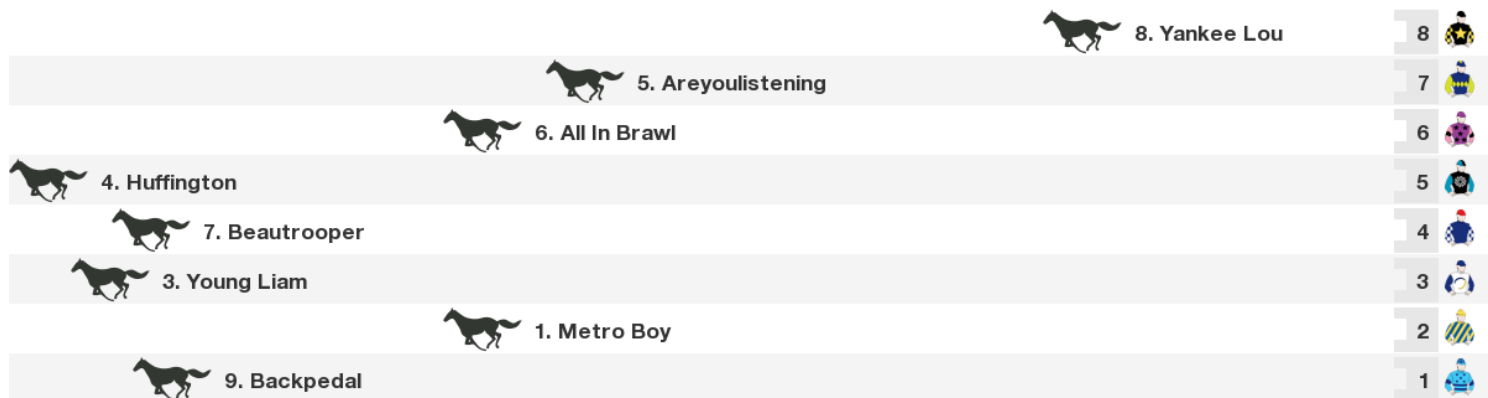 8. Yankee Lou 8
5. Areyoulistening 7
6. All In Brawl 6
4. Huffington 5
7. Beautrooper 4
3. Young Liam 3
1. Metro Boy 2
9. Backpedal 1